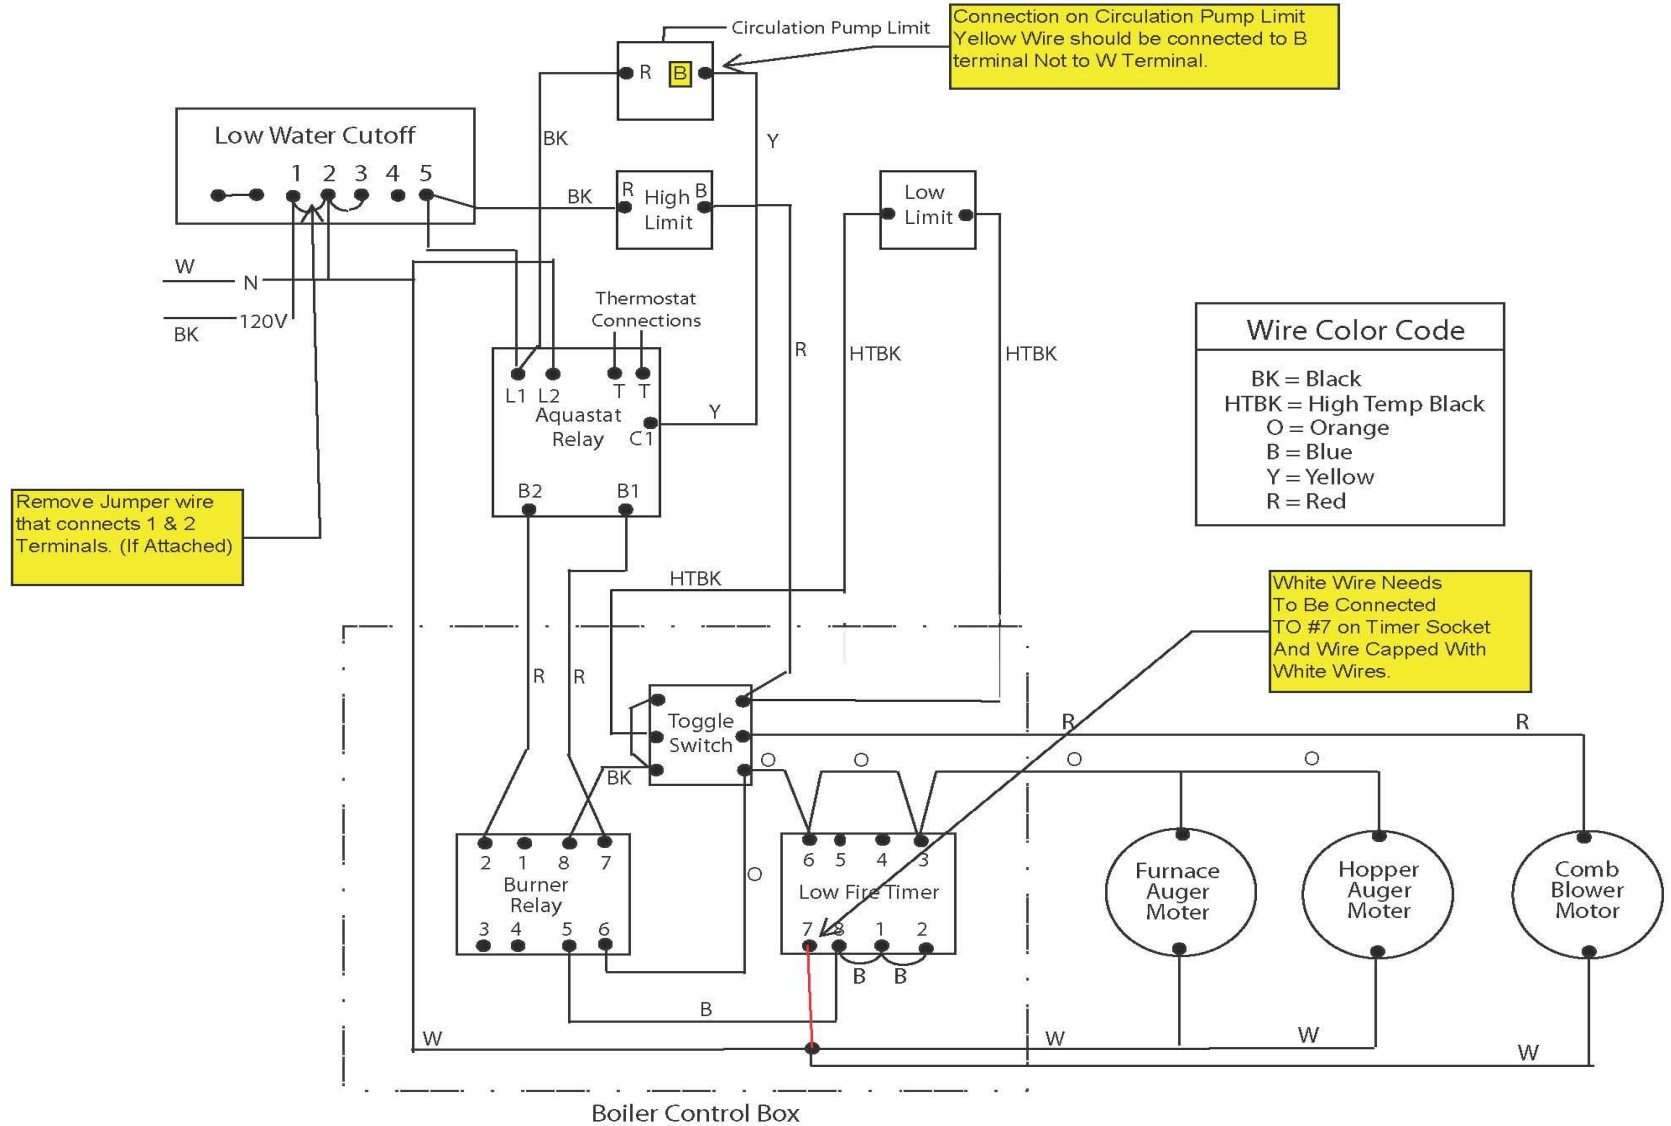 Circulation Pump Limit
Connection on Circulation Pump Limit
Yellow Wire should be connected to B
terminal Not to W Terminal.
R B
BK
Y
Low Water Cutoff
1 2 3 4 5
BK
R High B
Limit
Low
Limit
W
N
120V
BK
Thermostat
Connections
R
HTBK
HTBK
L1 L2 T T
Aquastat
Relay
C1
Y
B2 B1
Wire Color Code
BK = Black
HTBK = High Temp Black
O = Orange
B = Blue
Y = Yellow
R = Red
Remove Jumper wire
that connects 1 & 2
Terminals. (If Attached)
HTBK
White Wire Needs
To Be Connected
TO #7 on Timer Socket
And Wire Capped With
White Wires.
R R
Toggle
Switch
R R
BK
O O O O
2 1 8 7
Burner
Relay
3 4 5 6
O
6 5 4 3
Low Fire Timer
7 8 1 2
B B
Furnace
Auger
Moter
Hopper
Auger
Moter
Comb
Blower
Motor
B
W W W
W
Boiler Control Box